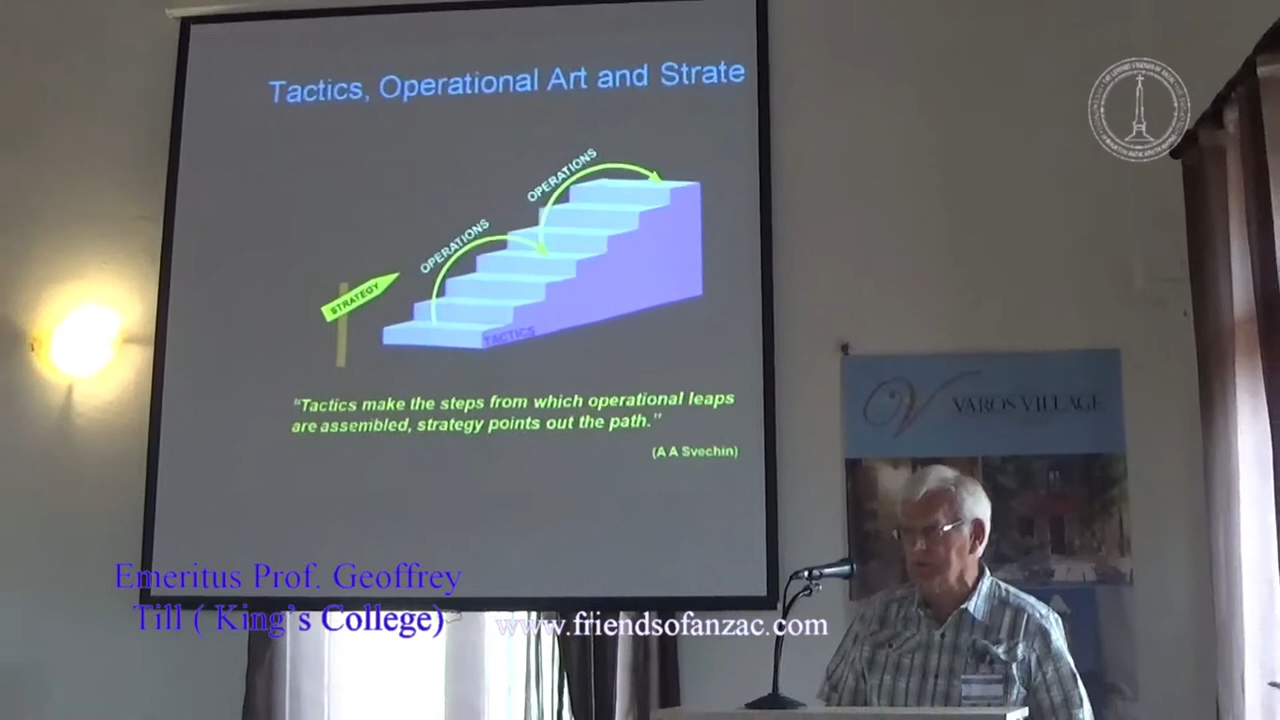 Tactics, Operational Art and Strate
OPERATIONS
OPERATIONS
STRATEGY
TACTICS
"Tactics make the steps from which operational leaps
are assembled, strategy points out the path."
(A A Svechin)
V VAROS VILLAGE
Emeritus Prof. Geoffrey
Till ( King's College)
www.friendsofanzac.com